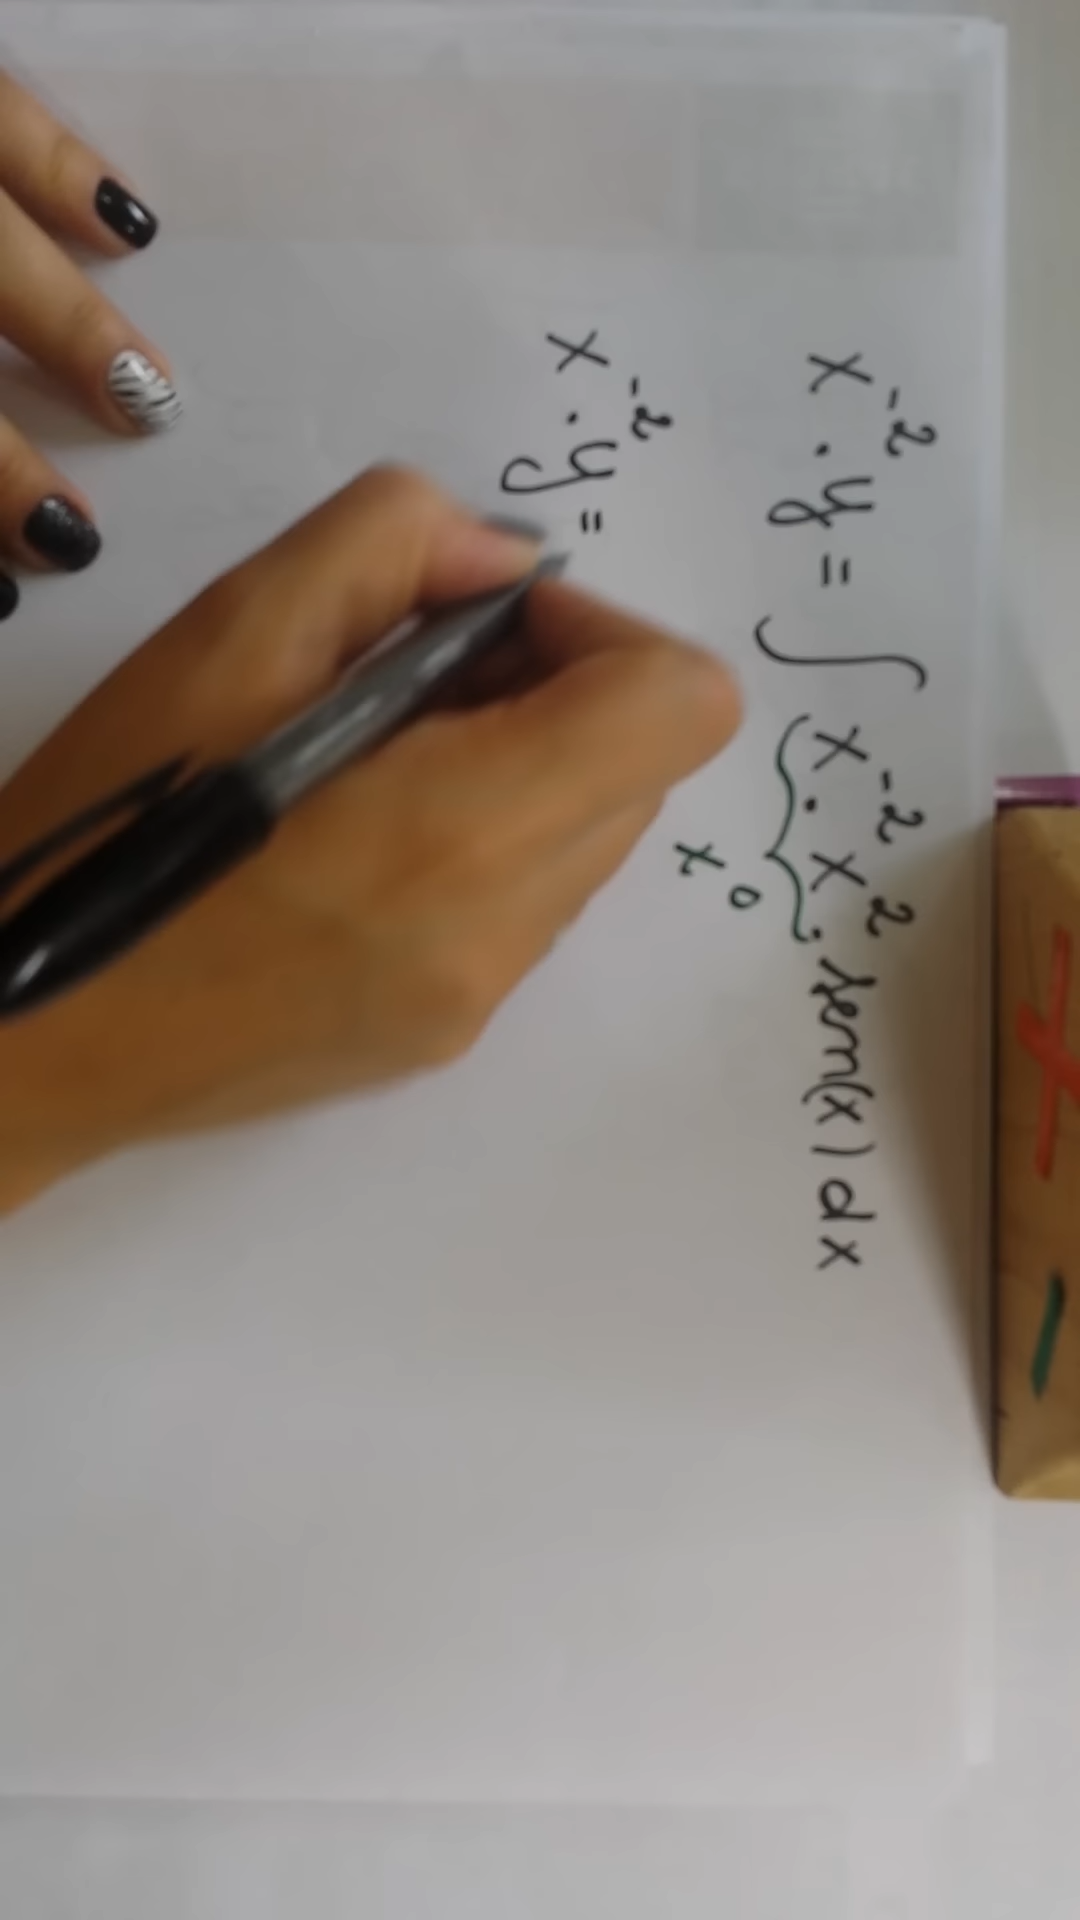 x⁻² · y = ∫ x⁻² · x² · sen(x) dx
x⁰
x⁻² · y =